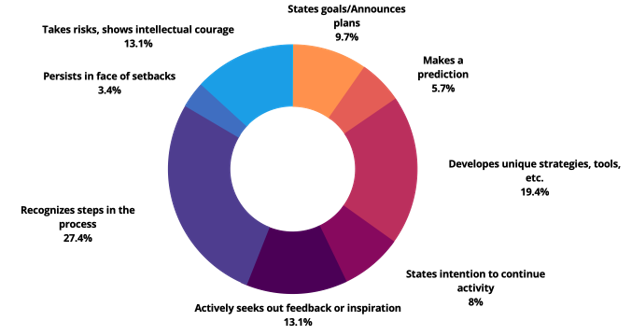 States goals/Announces
plans
9.7%
Makes a
prediction
5.7%
Developes unique strategies, tools,
etc.
19.4%
States intention to continue
activity
8%
Actively seeks out feedback or inspiration
13.1%
Recognizes steps in the
process
27.4%
Persists in face of setbacks
3.4%
Takes risks, shows intellectual courage
13.1%